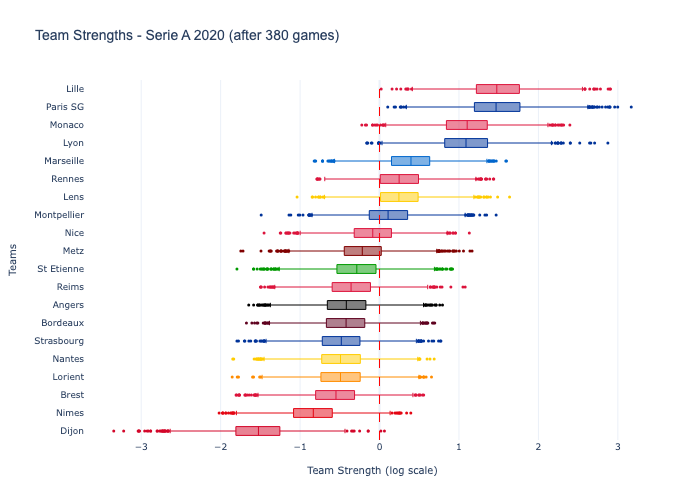 Team Strengths - Serie A 2020 (after 380 games)
Lille
Paris SG
Monaco
Lyon
Marseille
Rennes
Lens
Montpellier
Nice
Metz
St Etienne
Reims
Angers
Bordeaux
Strasbourg
Nantes
Lorient
Brest
Nimes
Dijon
Teams
−3 −2 −1 0 1 2 3
Team Strength (log scale)